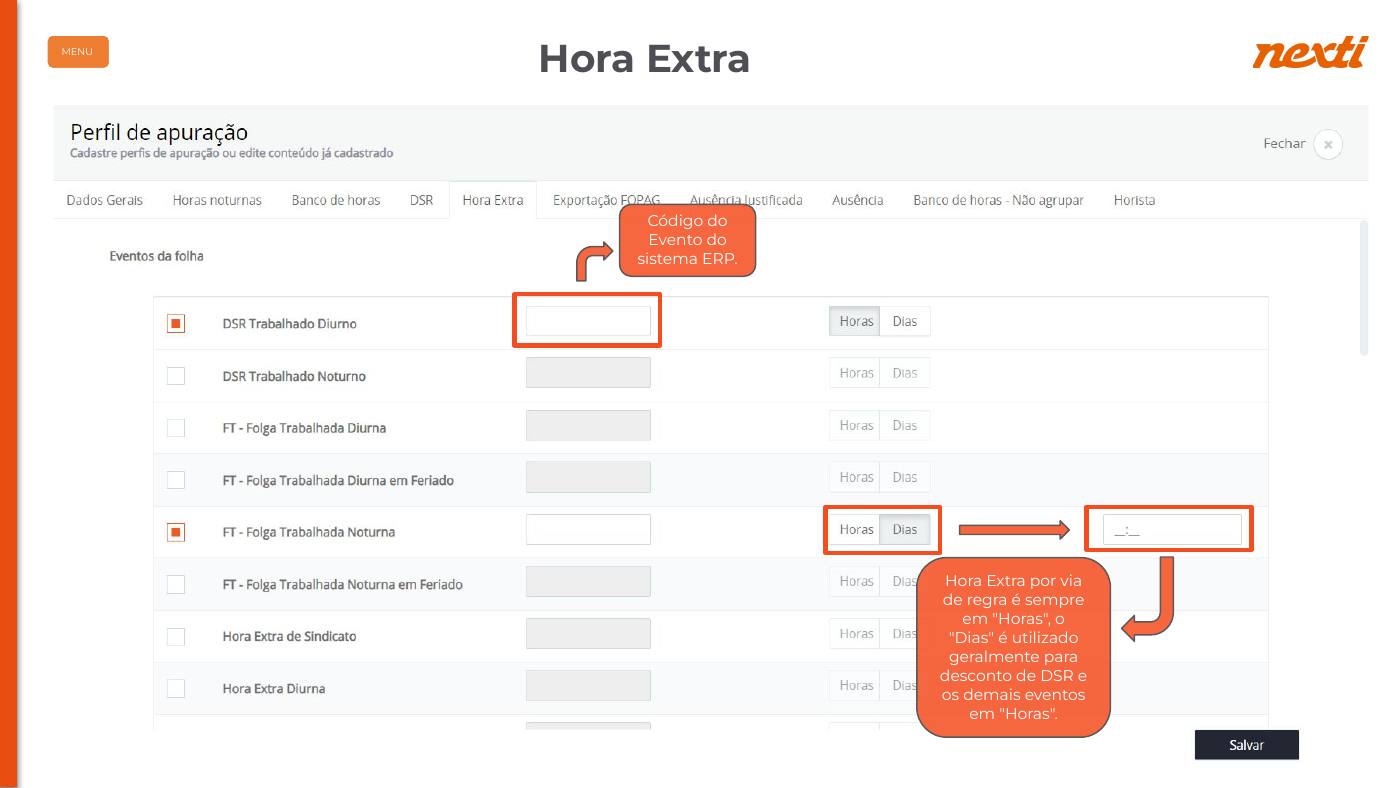 MENU
Hora Extra
nexti
Perfil de apuração
Cadastre perfis de apuração ou edite conteúdo já cadastrado
Fechar
Dados Gerais Horas noturnas Banco de horas DSR Hora Extra Exportação FOPAG Ausência Justificada Ausência Banco de horas - Não agrupar Horista
Código do
Evento do
sistema ERP.
Eventos da folha
DSR Trabalhado Diurno Horas Dias
DSR Trabalhado Noturno Horas Dias
FT - Folga Trabalhada Diurna Horas Dias
FT - Folga Trabalhada Diurna em Feriado Horas Dias
FT - Folga Trabalhada Noturna Horas Dias __:__
FT - Folga Trabalhada Noturna em Feriado Horas Dias
Hora Extra de Sindicato Horas Dias
Hora Extra Diurna Horas Dias
Hora Extra por via
de regra é sempre
em "Horas", o
"Dias" é utilizado
geralmente para
desconto de DSR e
os demais eventos
em "Horas".
Salvar